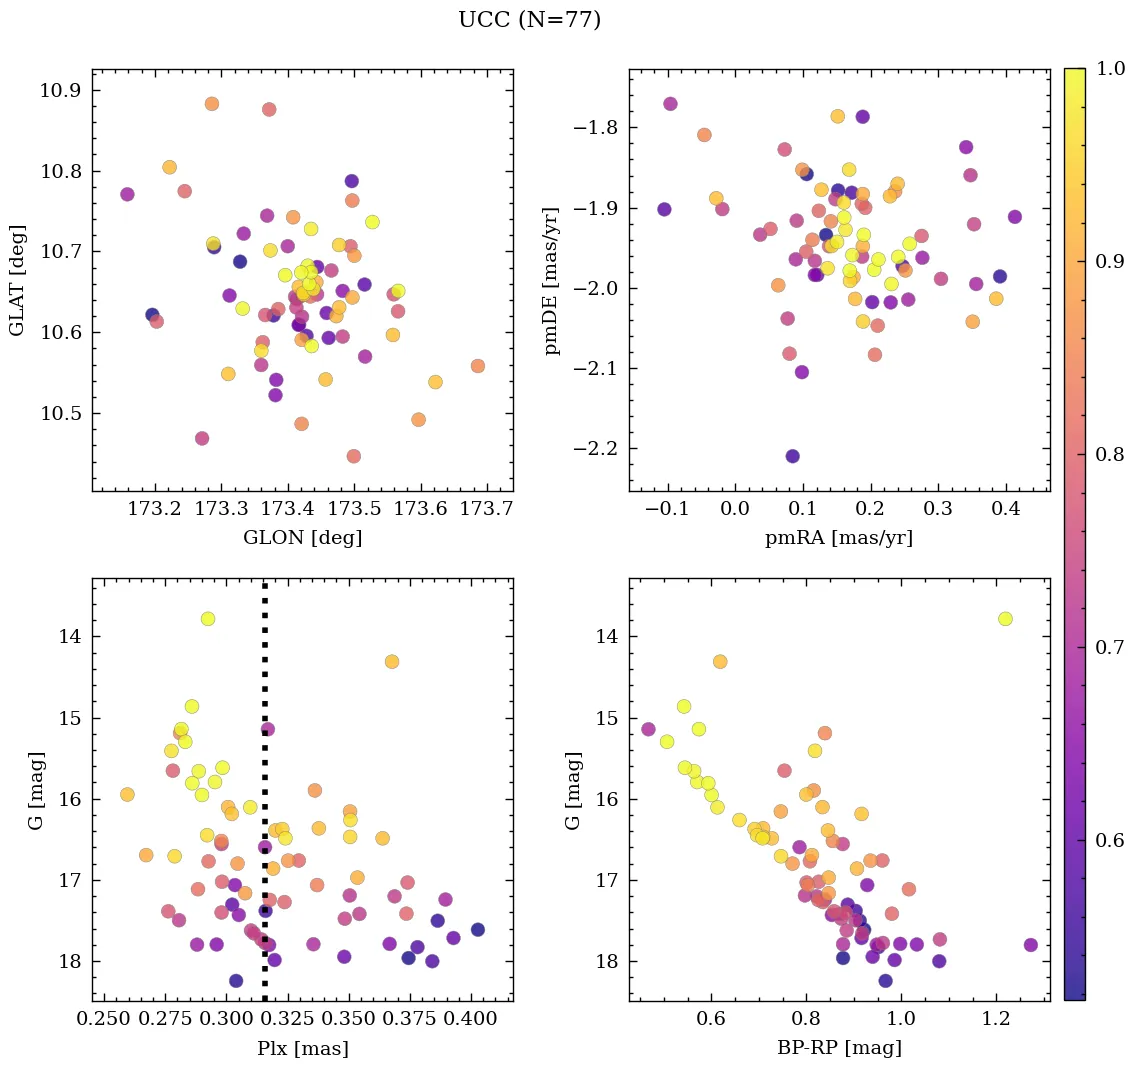 UCC (N=77)
10.9
10.8
10.7
10.6
10.5
GLAT [deg]
173.2 173.3 173.4 173.5 173.6 173.7
GLON [deg]
−1.8
−1.9
−2.0
−2.1
−2.2
pmDE [mas/yr]
−0.1 0.0 0.1 0.2 0.3 0.4
pmRA [mas/yr]
1.0
0.9
0.8
0.7
0.6
14
15
16
17
18
G [mag]
0.250 0.275 0.300 0.325 0.350 0.375 0.400
Plx [mas]
14
15
16
17
18
G [mag]
0.6 0.8 1.0 1.2
BP-RP [mag]